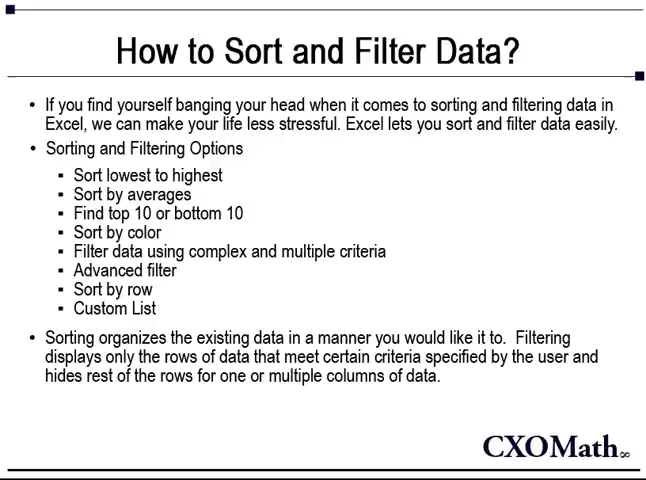 How to Sort and Filter Data?
• If you find yourself banging your head when it comes to sorting and filtering data in
Excel, we can make your life less stressful. Excel lets you sort and filter data easily.
• Sorting and Filtering Options
▪ Sort lowest to highest
▪ Sort by averages
▪ Find top 10 or bottom 10
▪ Sort by color
▪ Filter data using complex and multiple criteria
▪ Advanced filter
▪ Sort by row
▪ Custom List
• Sorting organizes the existing data in a manner you would like it to.  Filtering
displays only the rows of data that meet certain criteria specified by the user and
hides rest of the rows for one or multiple columns of data.
CXOMath∞